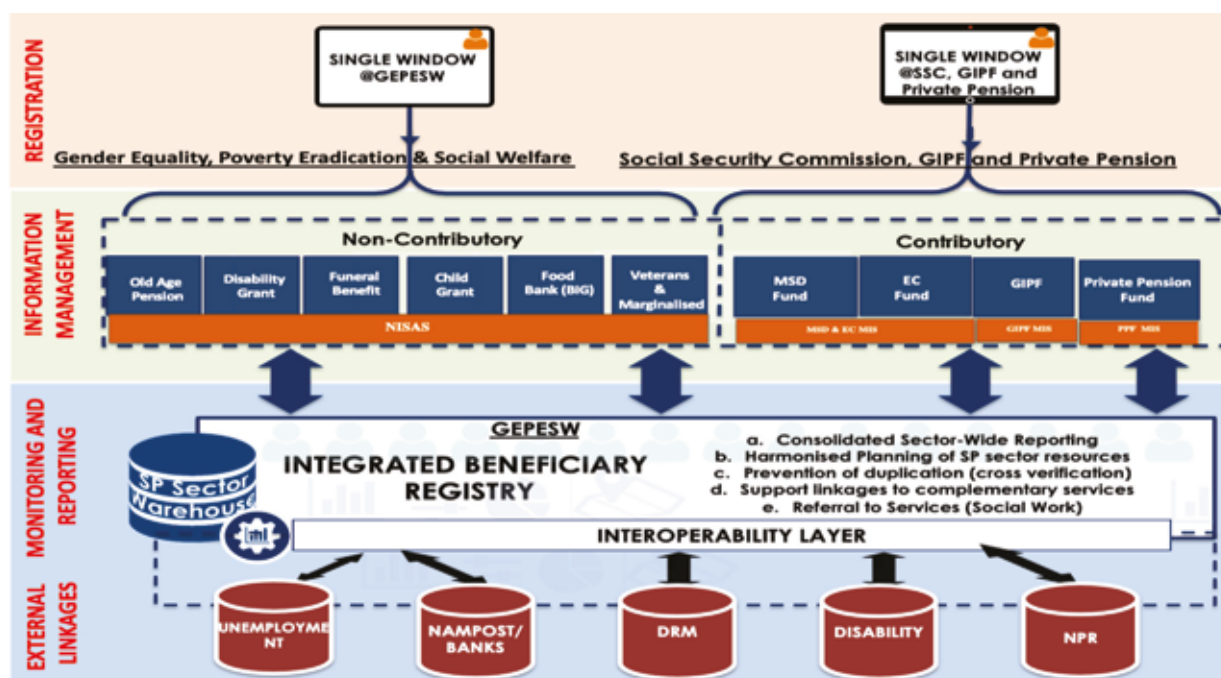 REGISTRATION
SINGLE WINDOW
@GEPESW
SINGLE WINDOW
@SSC, GIPF and
Private Pension
Gender Equality, Poverty Eradication & Social Welfare
Social Security Commission, GIPF and Private Pension
INFORMATION
MANAGEMENT
Non-Contributory
Contributory
Old Age
Pension
Disability
Grant
Funeral
Benefit
Child
Grant
Food
Bank (BIG)
Veterans
&
Marginalised
MSD
Fund
EC
Fund
GIPF
Private Pension
Fund
NISAS
MSD & EC MIS
GIPF MIS
PPF MIS
MONITORING AND
REPORTING
SP Sector
Warehouse
GEPESW
INTEGRATED BENEFICIARY
REGISTRY
a. Consolidated Sector-Wide Reporting
b. Harmonised Planning of SP sector resources
c. Prevention of duplication (cross verification)
d. Support linkages to complementary services
e. Referral to Services (Social Work)
INTEROPERABILITY LAYER
EXTERNAL
LINKAGES
UNEMPLOYME
NT
NAMPOST/
BANKS
DRM
DISABILITY
NPR